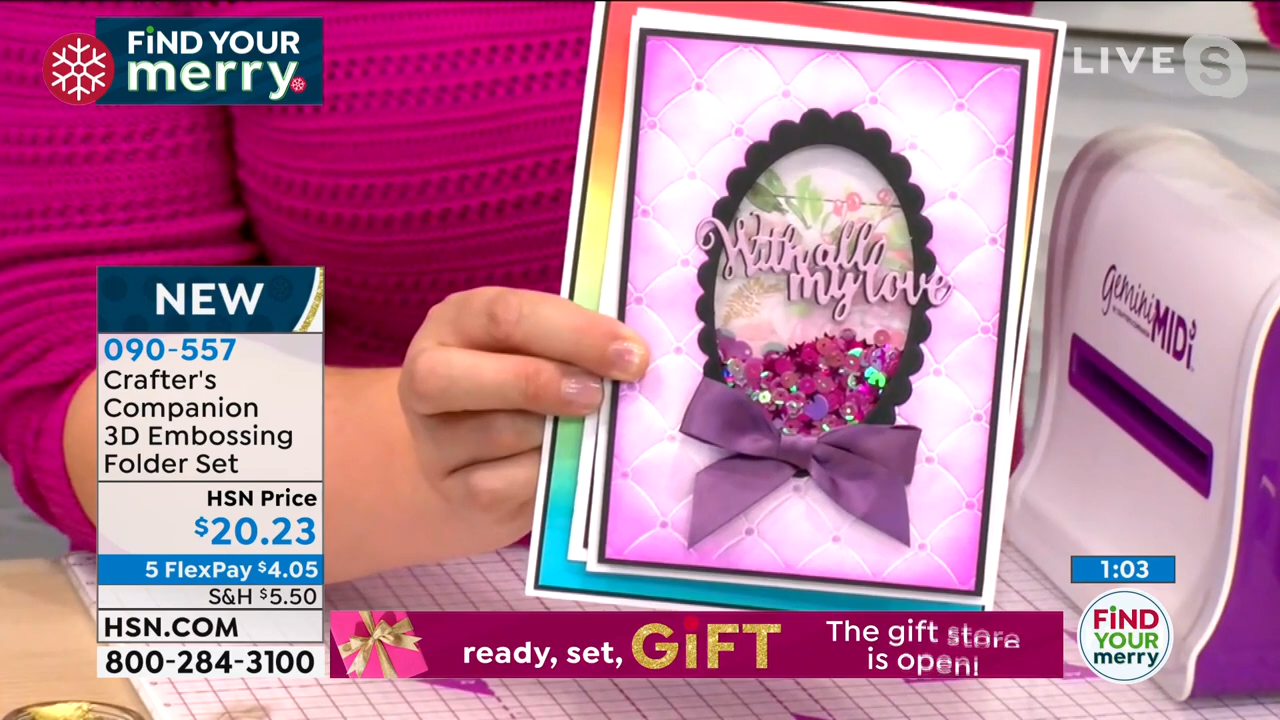 FiND YOUR
merry.
LIVE S
With all
my love
gemini MIDi
NEW
090-557
Crafter's
Companion
3D Embossing
Folder Set
HSN Price
$20.23
5 FlexPay $4.05
S&H $5.50
HSN.COM
800-284-3100
1:03
FiND
YOUR
merry
ready, set, GiFT
The gift store
is open!